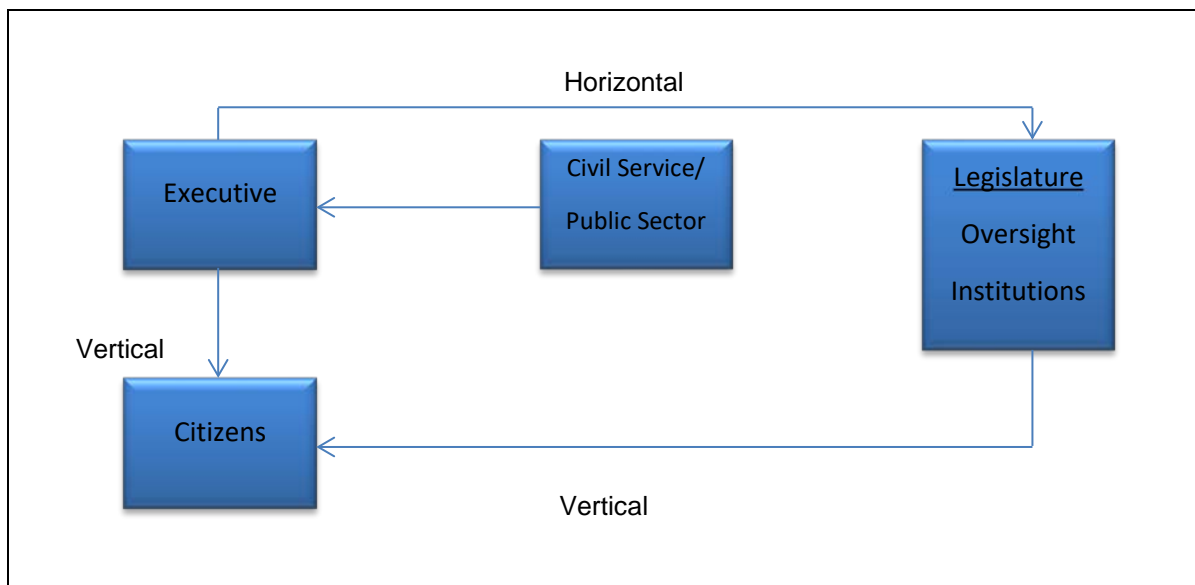 Horizontal
Executive
Civil Service/
Public Sector
Legislature
Oversight
Institutions
Vertical
Citizens
Vertical